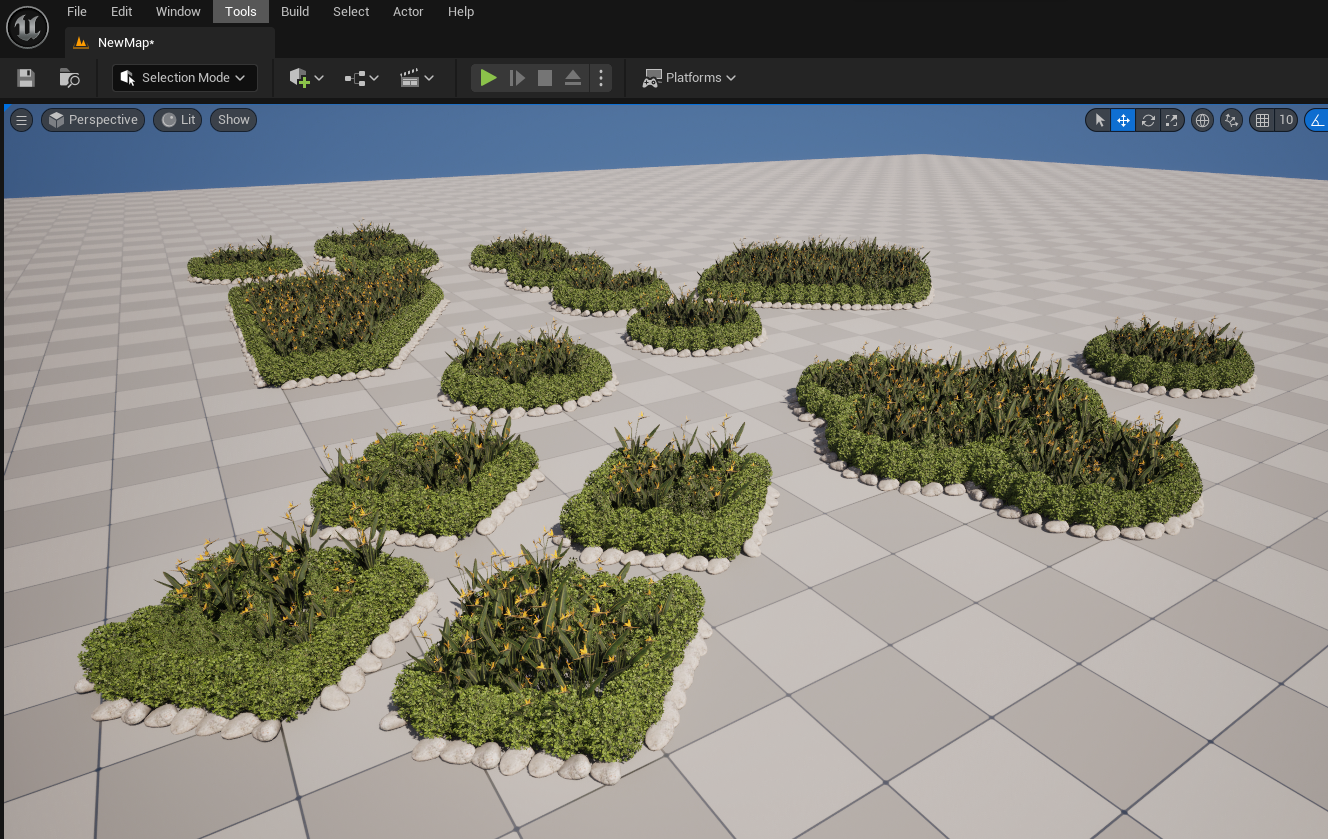 File Edit Window Tools Build Select Actor Help
NewMap*
Selection Mode
Platforms
Perspective Lit Show
10